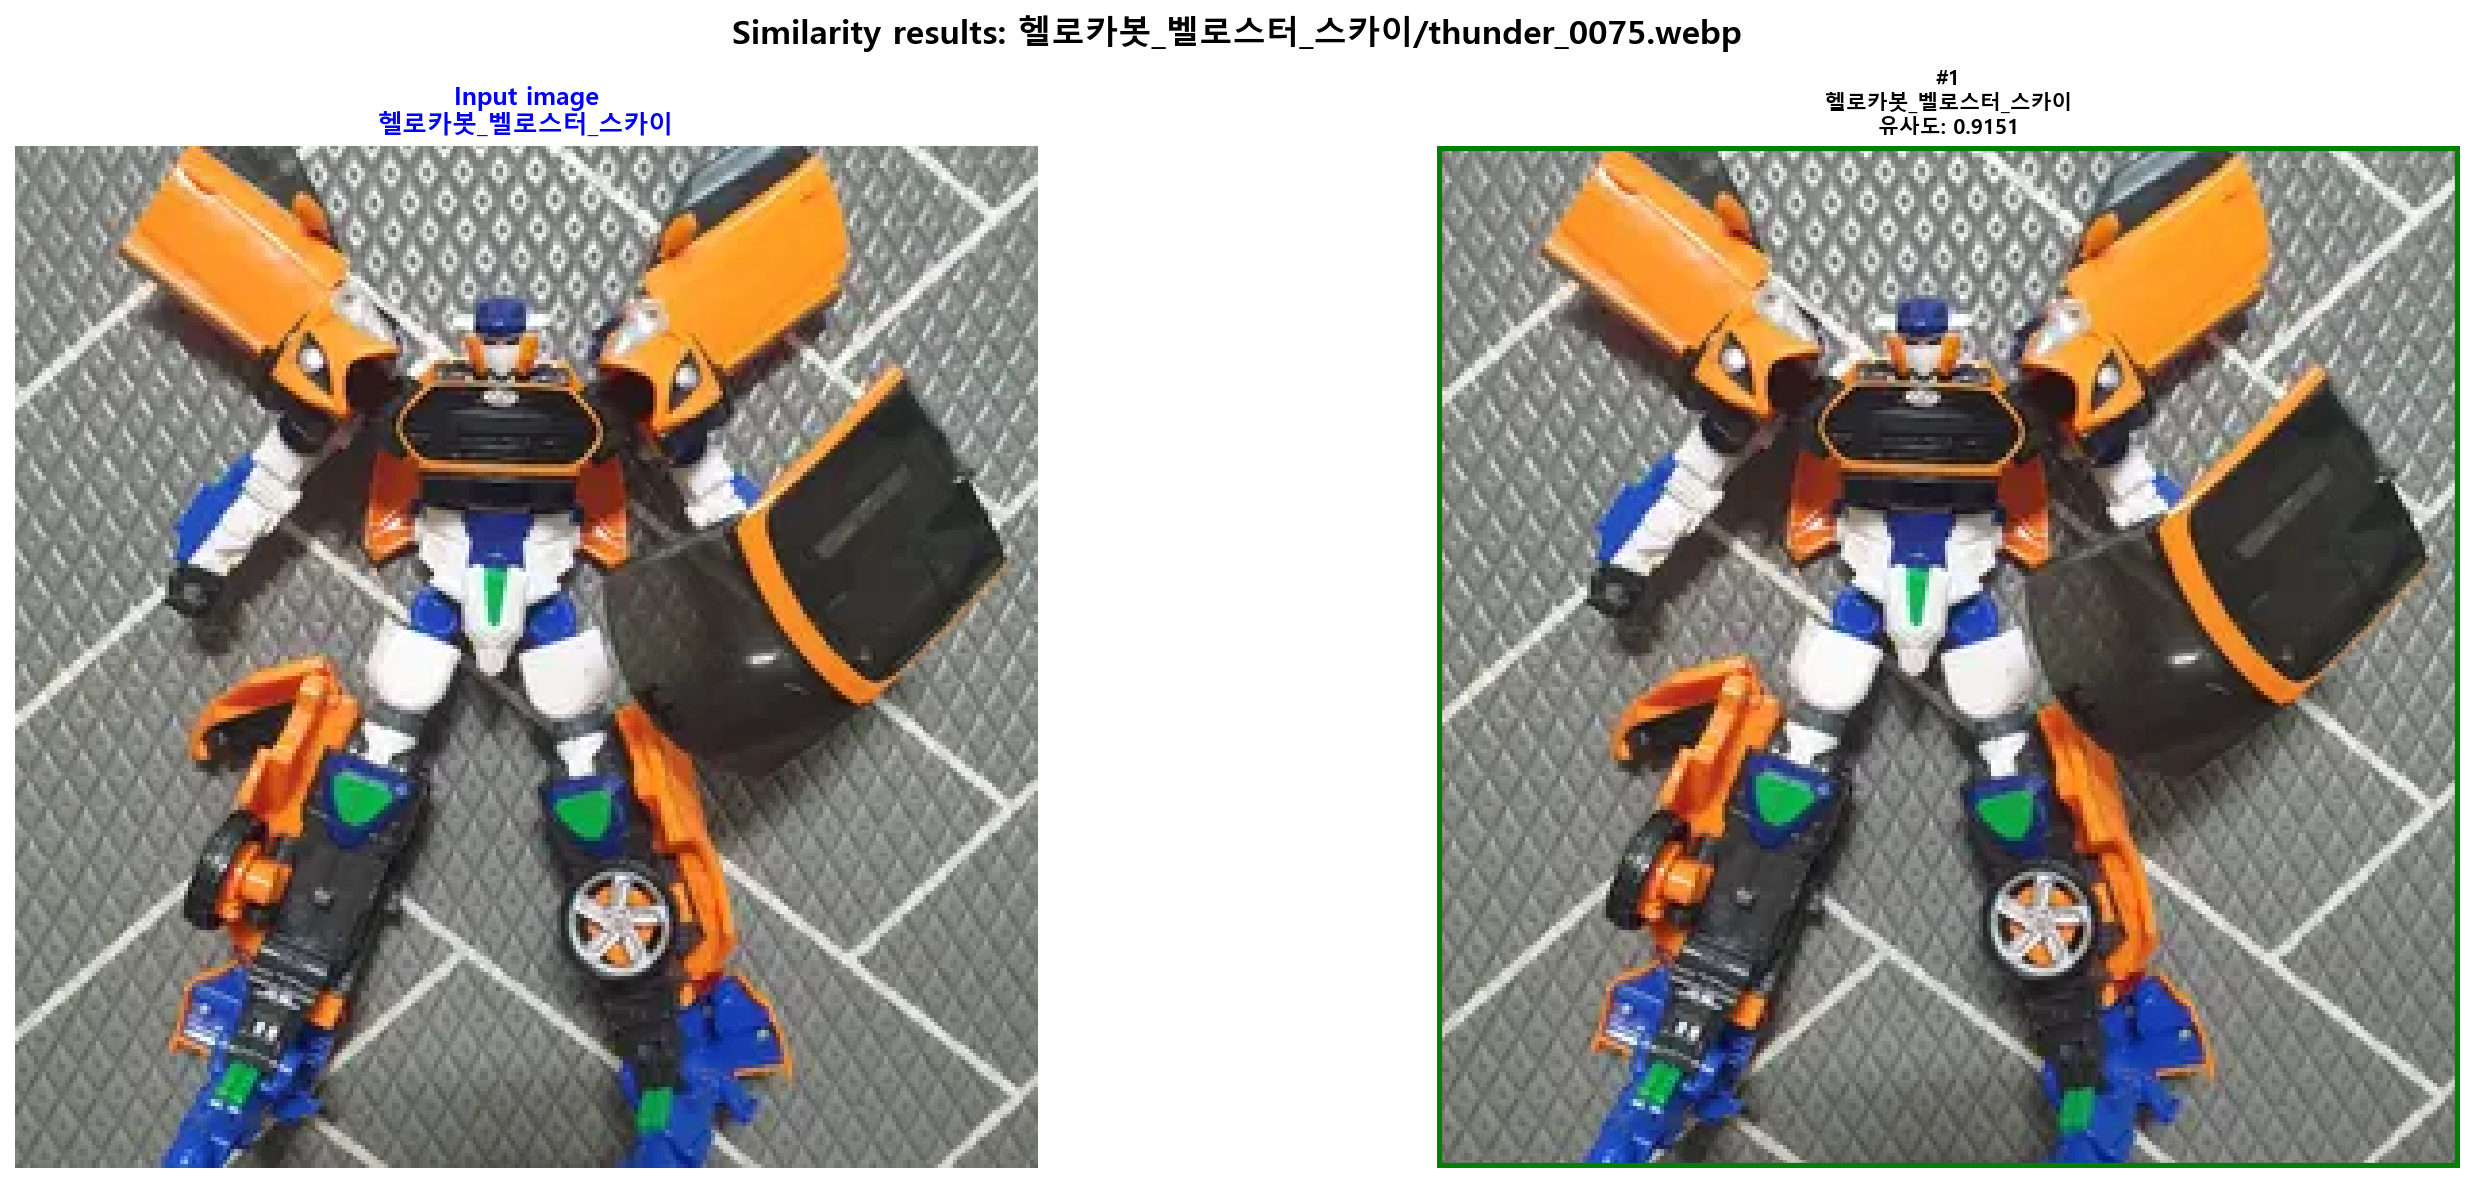 Similarity results: 헬로카봇_벨로스터_스카이/thunder_0075.webp
Input image
헬로카봇_벨로스터_스카이
#1
헬로카봇_벨로스터_스카이
유사도: 0.9151